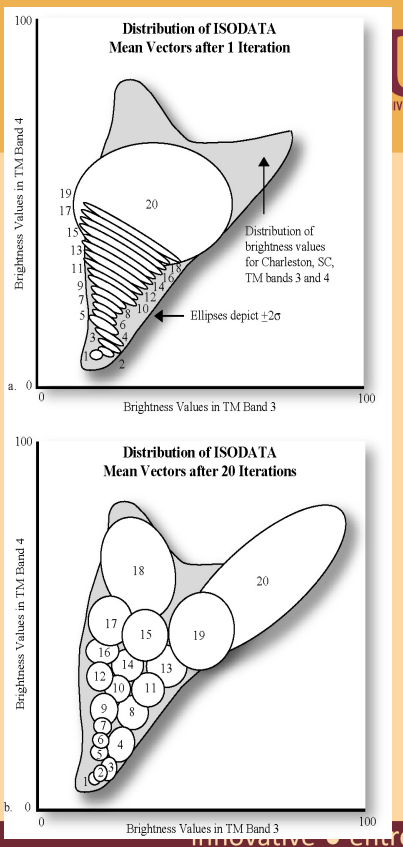 100
Distribution of ISODATA
Mean Vectors after 1 Iteration
Brightness Values in TM Band 4
20
19
17
15
13
11
9
7
5
3
1
18
16
14
12
10
8
6
4
2
Distribution of
brightness values
for Charleston, SC,
TM bands 3 and 4
Ellipses depict ±2σ
a.
0
0
100
Brightness Values in TM Band 3
100
Distribution of ISODATA
Mean Vectors after 20 Iterations
Brightness Values in TM Band 4
18
20
17
15
19
16
14
13
12
10
11
9
8
7
6
5
4
3
2
1
b.
0
0
100
Brightness Values in TM Band 3
IV
innovative
entre